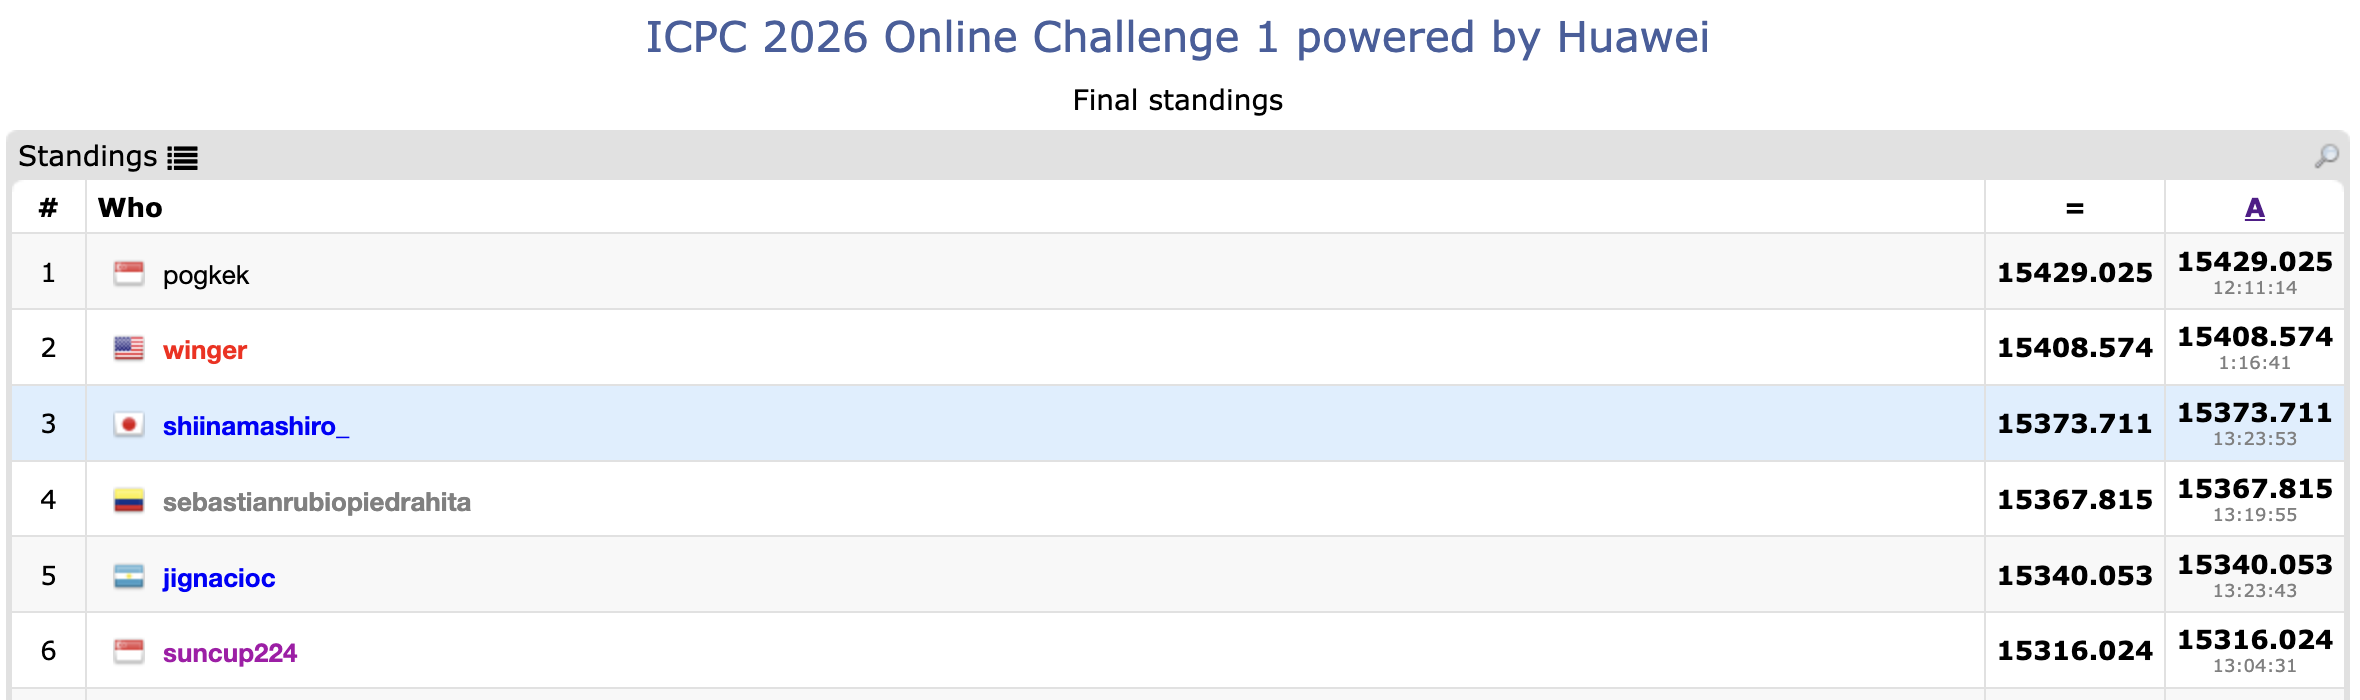 ICPC 2026 Online Challenge 1 powered by Huawei
Final standings
Standings
# Who = A
1 pogkek 15429.025 15429.025
12:11:14
2 winger 15408.574 15408.574
1:16:41
3 shiinamashiro_ 15373.711 15373.711
13:23:53
4 sebastianrubiopiedrahita 15367.815 15367.815
13:19:55
5 jignacioc 15340.053 15340.053
13:23:43
6 suncup224 15316.024 15316.024
13:04:31